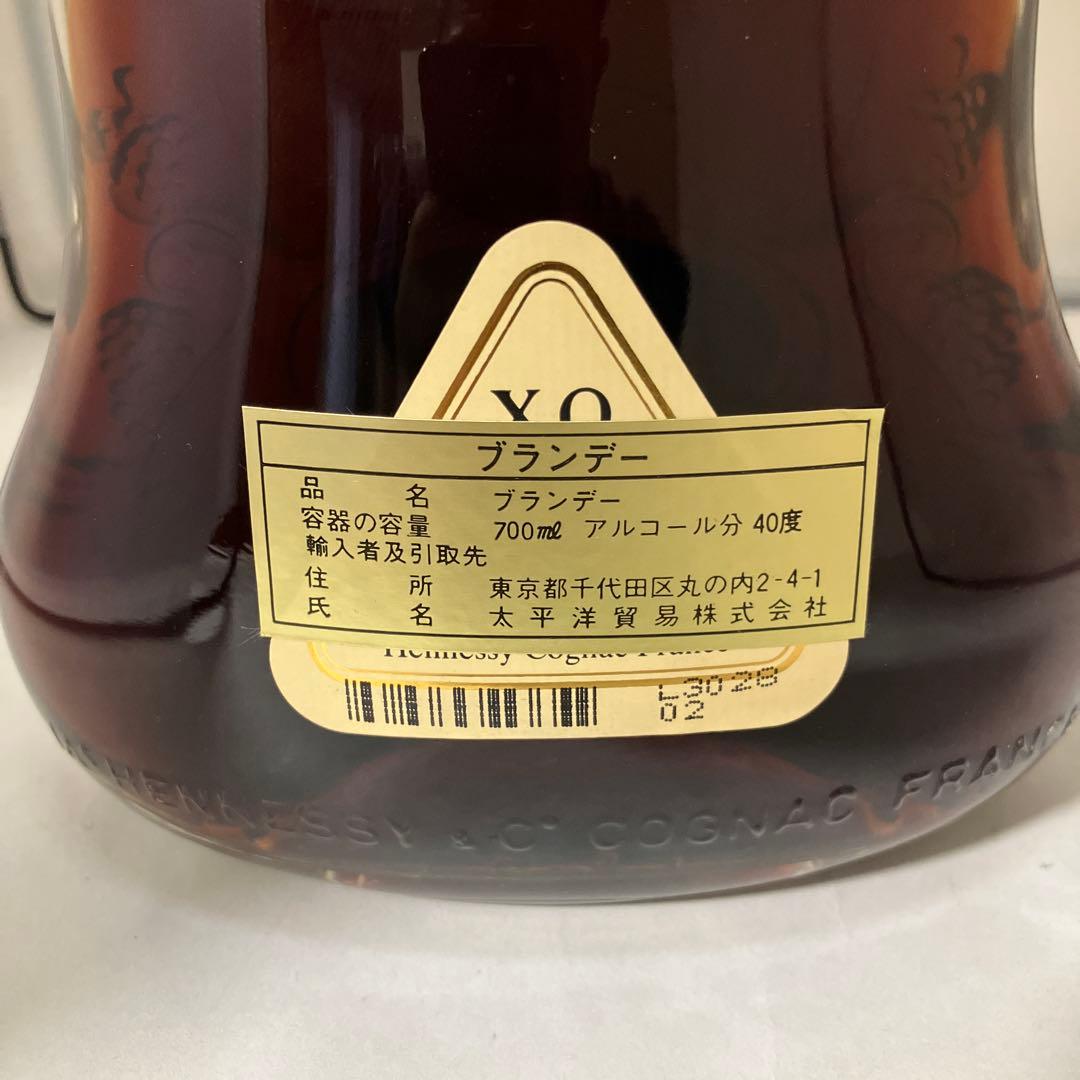 XO
ブランデー
品名 ブランデー
容器の容量 700ml アルコール分 40度
輸入者及引取先
住所 東京都千代田区丸の内2-4-1
氏名 太平洋貿易株式会社
Hennessy Cognac France
L3028
02
HENNESSY & Cº COGNAC FRANCE